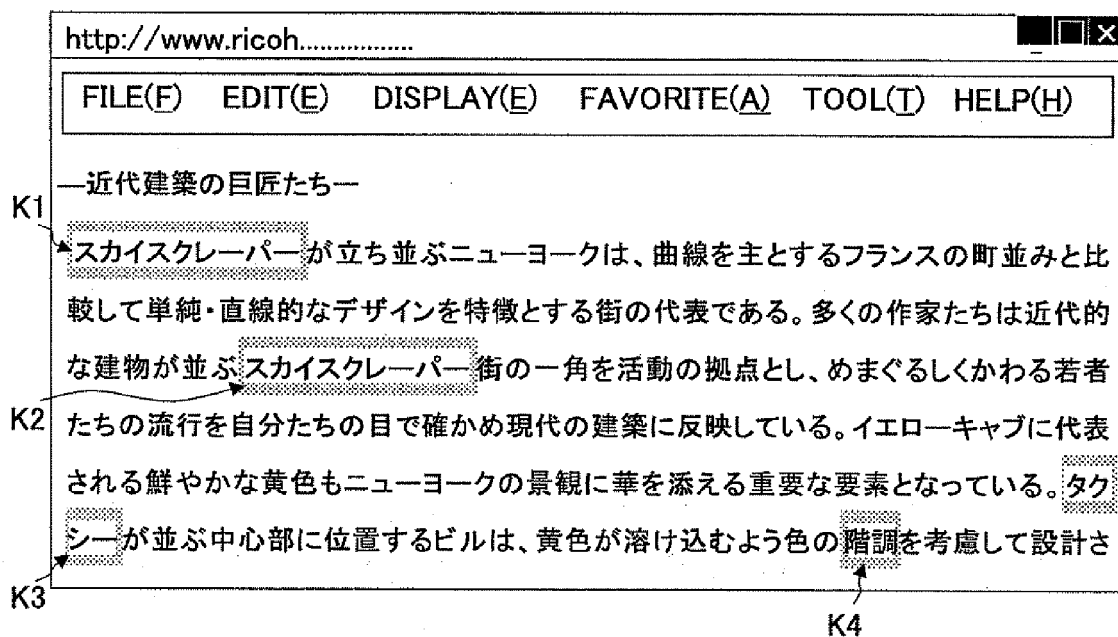 http://www.ricoh.................
FILE(F) EDIT(E) DISPLAY(E) FAVORITE(A) TOOL(T) HELP(H)
―近代建築の巨匠たち―
K1
スカイスクレーパーが立ち並ぶニューヨークは、曲線を主とするフランスの町並みと比
較して単純・直線的なデザインを特徴とする街の代表である。多くの作家たちは近代的
な建物が並ぶスカイスクレーパー街の一角を活動の拠点とし、めまぐるしくかわる若者
K2
たちの流行を自分たちの目で確かめ現代の建築に反映している。イエローキャブに代表
される鮮やかな黄色もニューヨークの景観に華を添える重要な要素となっている。タク
シーが並ぶ中心部に位置するビルは、黄色が溶け込むよう色の階調を考慮して設計さ
K3
K4